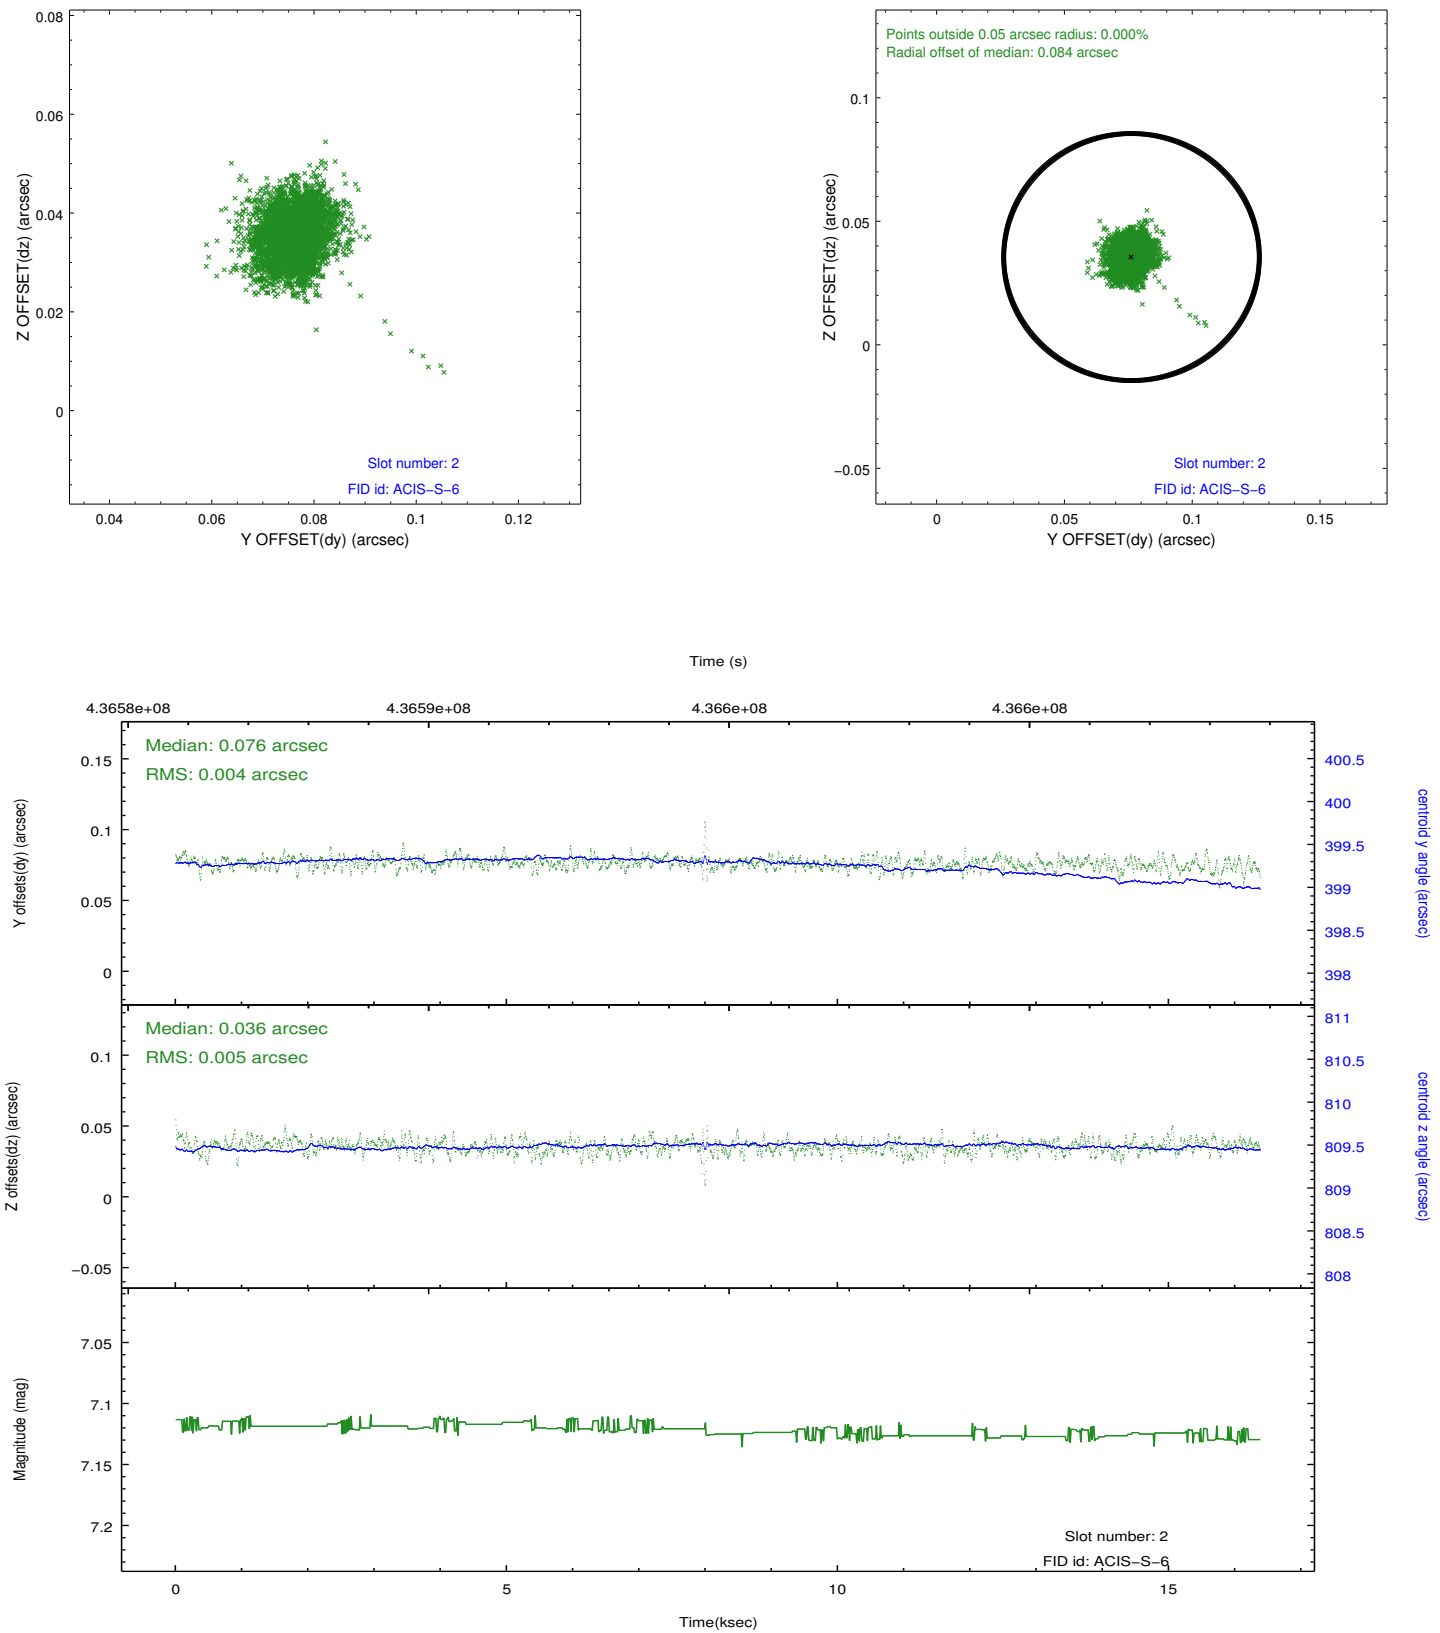 0.08
0.06
0.04
0.02
0
Z OFFSET(dz) (arcsec)
Slot number: 2
FID id: ACIS−S−6
0.04 0.06 0.08 0.1 0.12
Y OFFSET(dy) (arcsec)
Points outside 0.05 arcsec radius: 0.000%
Radial offset of median: 0.084 arcsec
0.1
0.05
0
−0.05
Z OFFSET(dz) (arcsec)
Slot number: 2
FID id: ACIS−S−6
0 0.05 0.1 0.15
Y OFFSET(dy) (arcsec)
Time (s)
4.3658e+08 4.3659e+08 4.366e+08 4.366e+08
Median: 0.076 arcsec
RMS: 0.004 arcsec
0.15
0.1
0.05
0
Y offsets(dy) (arcsec)
400.5
400
399.5
399
398.5
398
centroid y angle (arcsec)
Median: 0.036 arcsec
RMS: 0.005 arcsec
0.1
0.05
0
−0.05
Z offsets(dz) (arcsec)
811
810.5
810
809.5
809
808.5
808
centroid z angle (arcsec)
7.05
7.1
7.15
7.2
Magnitude (mag)
Slot number: 2
FID id: ACIS−S−6
0 5 10 15
Time(ksec)